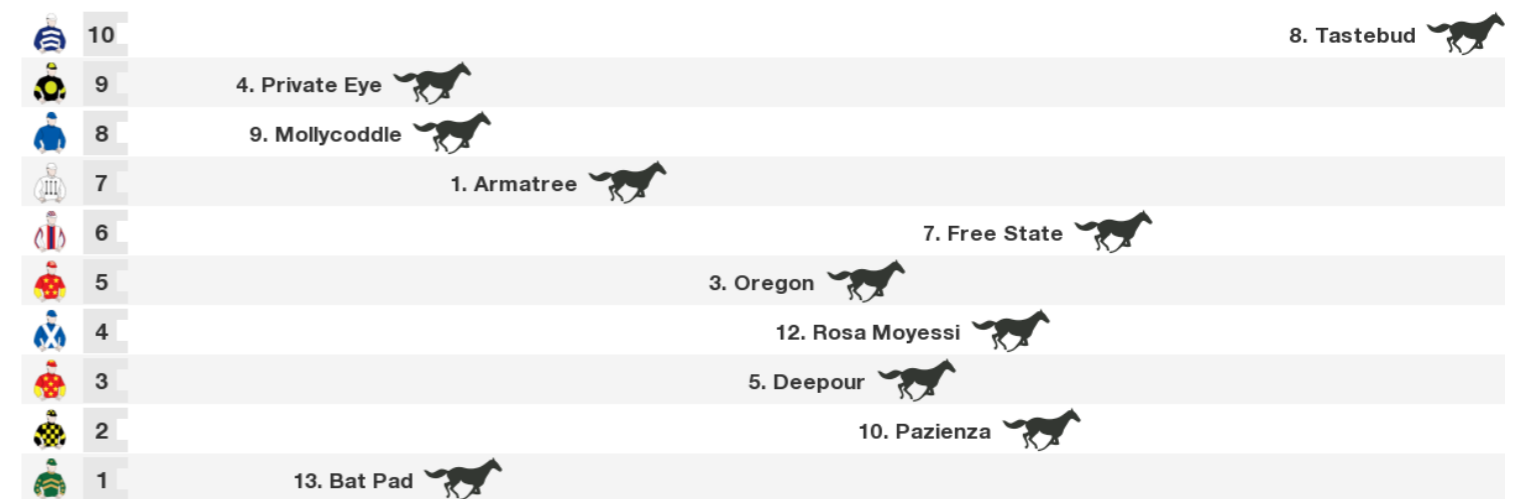 10 8. Tastebud
9 4. Private Eye
8 9. Mollycoddle
7 1. Armatree
6 7. Free State
5 3. Oregon
4 12. Rosa Moyessi
3 5. Deepour
2 10. Pazienza
1 13. Bat Pad